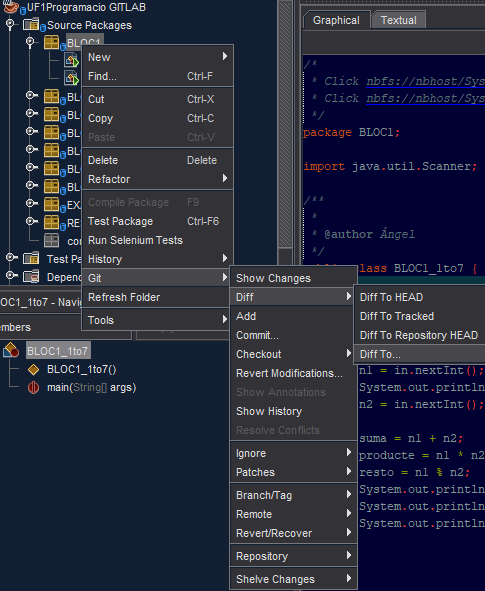 UF1Programacio GITLAB
Source Packages
BLOC1
BL
BL
BL
BL
BL
BL
EX
RE
co
Test Pa
Depend
New
Find... Ctrl-F
Cut Ctrl-X
Copy Ctrl-C
Paste Ctrl-V
Delete Delete
Refactor
Compile Package F9
Test Package Ctrl-F6
Run Selenium Tests
History
Git
Refresh Folder
Tools
Show Changes
Diff
Add
Commit...
Checkout
Revert Modifications...
Show Annotations
Show History
Resolve Conflicts
Ignore
Patches
Branch/Tag
Remote
Revert/Recover
Repository
Shelve Changes
Diff To HEAD
Diff To Tracked
Diff To Repository HEAD
Diff To...
LOC1_1to7 - Navig
embers
BLOC1_1to7
BLOC1_1to7()
main(String[] args)
Graphical Textual
/*
* Click nbfs://nbhost/Sys
* Click nbfs://nbhost/Sys
*/
package BLOC1;
import java.util.Scanner;
/**
*
* @author Ángel
*/
class BLOC1_1to7 {
n1 = in.nextInt();
System.out.println
n2 = in.nextInt();
suma = n1 + n2;
producte = n1 * n2
resto = n1 % n2;
System.out.println
System.out.println
System.out.println